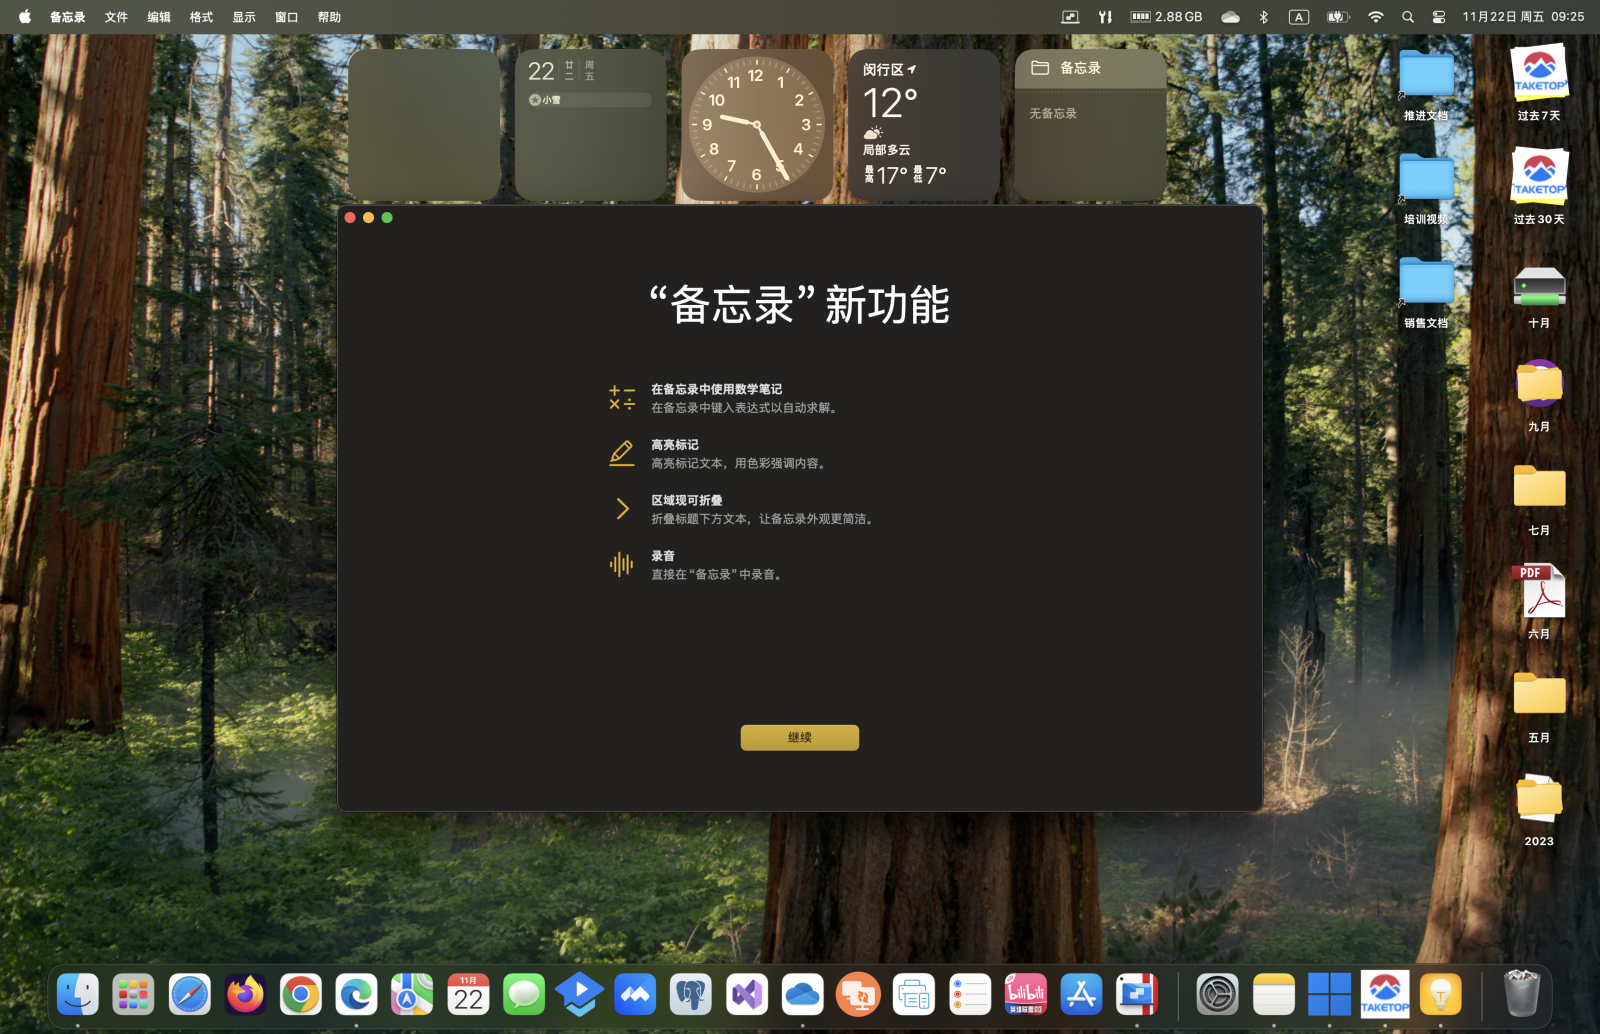 备忘录 文件 编辑 格式 显示 窗口 帮助
2.88GB A 11月22日 周五 09:25
22 廿二 周五
小雪
12 1 2 3 4 5 6 7 8 9 10 11
闵行区
12°
局部多云
最高 17° 最低 7°
备忘录
无备忘录
推进文档
培训视频
销售文档
TAKETOP
过去 7 天
TAKETOP
过去 30 天
十月
九月
七月
PDF
六月
五月
2023
“备忘录” 新功能
在备忘录中使用数学笔记
在备忘录中键入表达式以自动求解。
高亮标记
高亮标记文本，用色彩强调内容。
区域现可折叠
折叠标题下方文本，让备忘录外观更简洁。
录音
直接在 “备忘录” 中录音。
继续
11月
22
bilibili
英雄联盟
TAKETOP